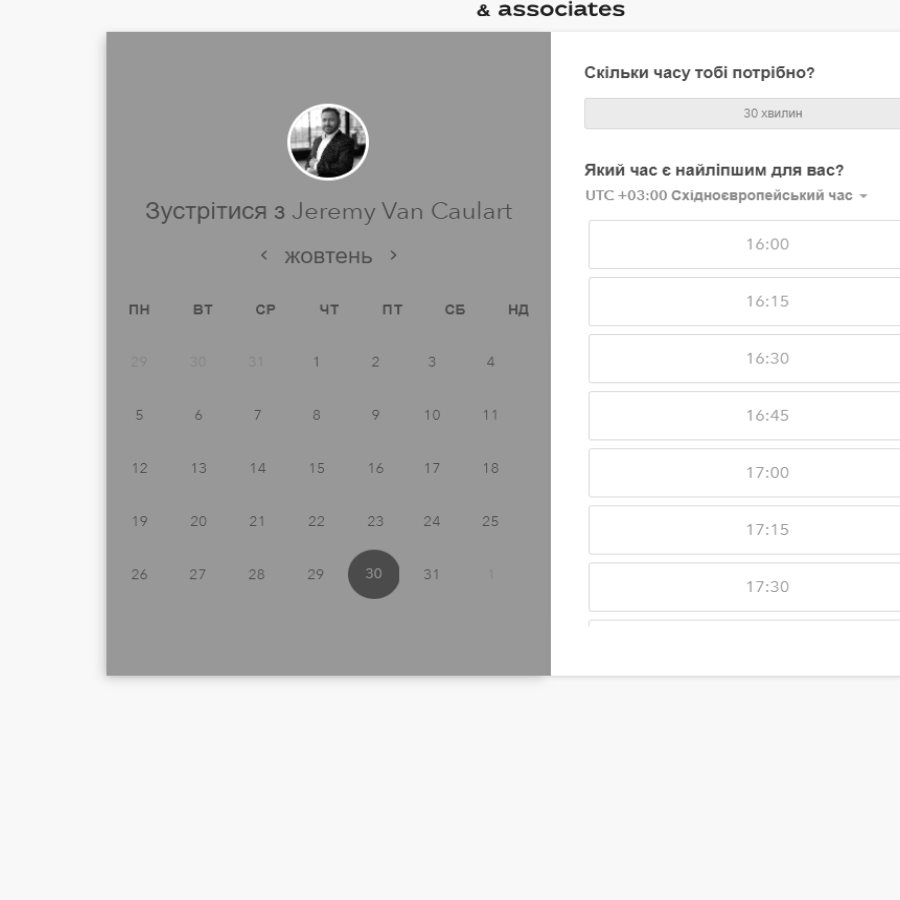 & associates
Зустрітися з Jeremy Van Caulart
жовтень
ПН ВТ СР ЧТ ПТ СБ НД
29 30 31 1 2 3 4
5 6 7 8 9 10 11
12 13 14 15 16 17 18
19 20 21 22 23 24 25
26 27 28 29 30 31 1
Скільки часу тобі потрібно?
30 хвилин
Який час є найліпшим для вас?
UTC +03:00 Східноєвропейський час
16:00
16:15
16:30
16:45
17:00
17:15
17:30